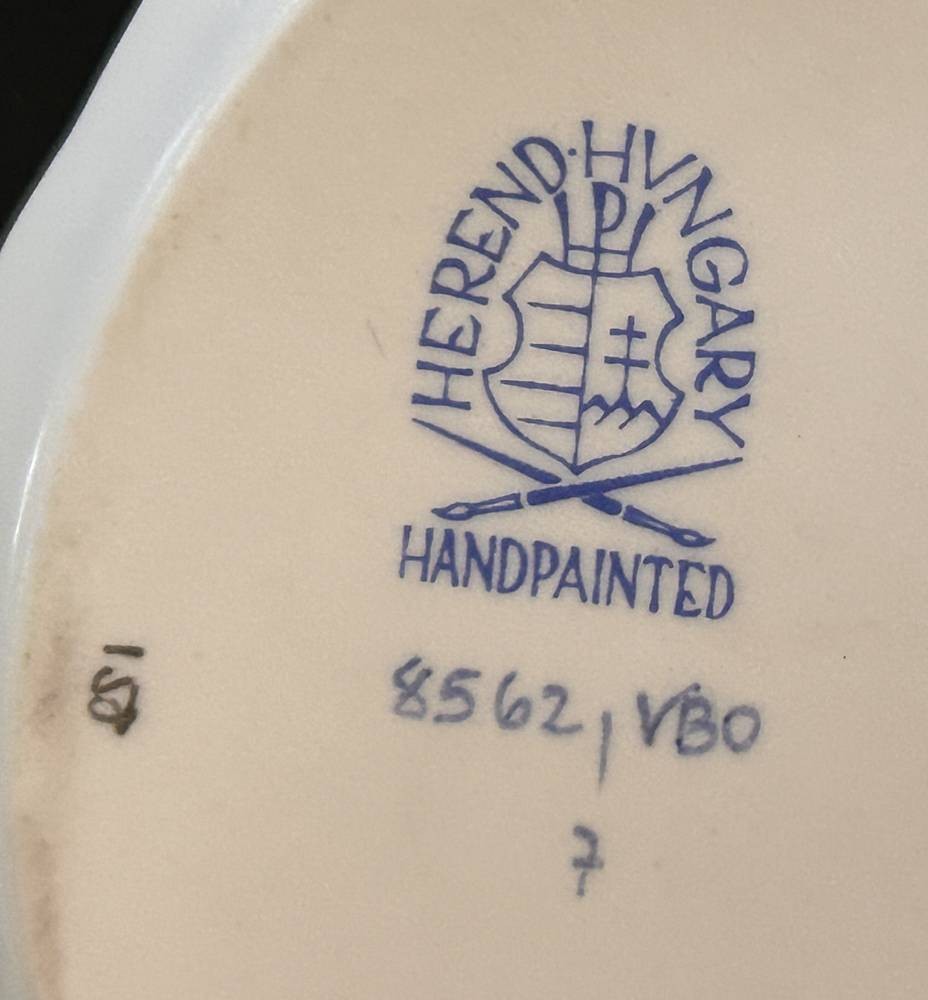 HEREND·HVNGARY
P
HANDPAINTED
8562, VBO
7